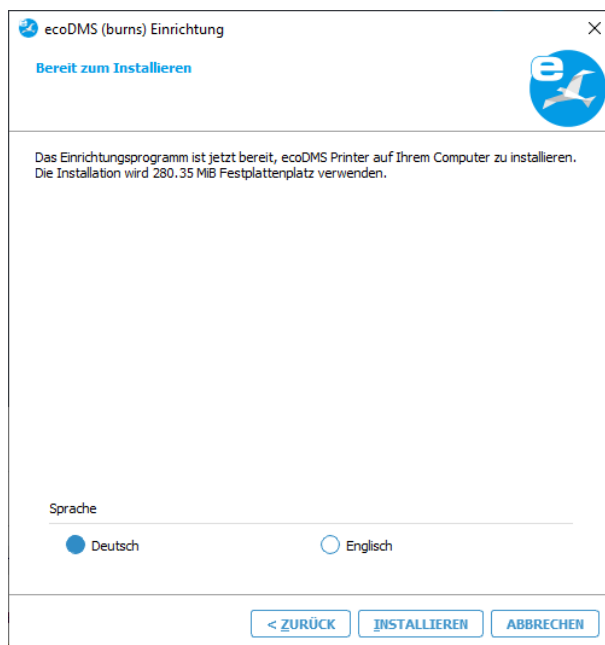 ecoDMS (burns) Einrichtung
Bereit zum Installieren
e
Das Einrichtungsprogramm ist jetzt bereit, ecoDMS Printer auf Ihrem Computer zu installieren.
Die Installation wird 280.35 MiB Festplattenplatz verwenden.
Sprache
Deutsch Englisch
< ZURÜCK INSTALLIEREN ABBRECHEN